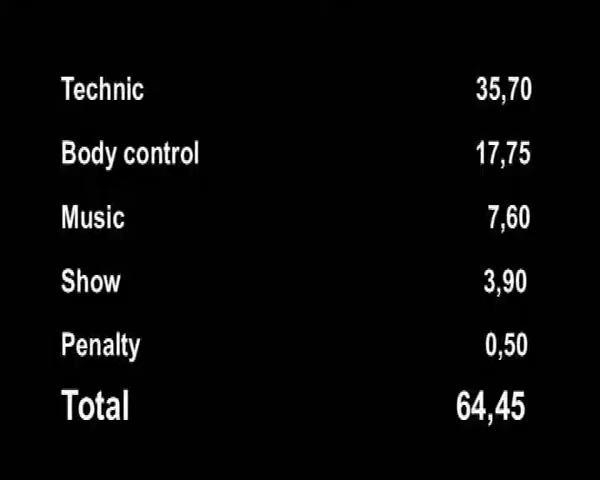 Technic 35,70
Body control 17,75
Music 7,60
Show 3,90
Penalty 0,50
Total 64,45